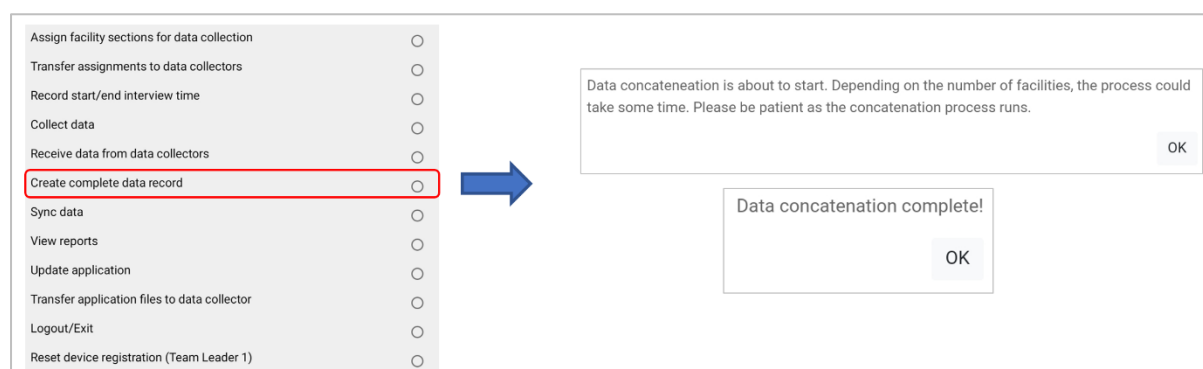 Assign facility sections for data collection
Transfer assignments to data collectors
Record start/end interview time
Collect data
Receive data from data collectors
Create complete data record
Sync data
View reports
Update application
Transfer application files to data collector
Logout/Exit
Reset device registration (Team Leader 1)
Data concateneation is about to start. Depending on the number of facilities, the process could
take some time. Please be patient as the concatenation process runs.
OK
Data concatenation complete!
OK